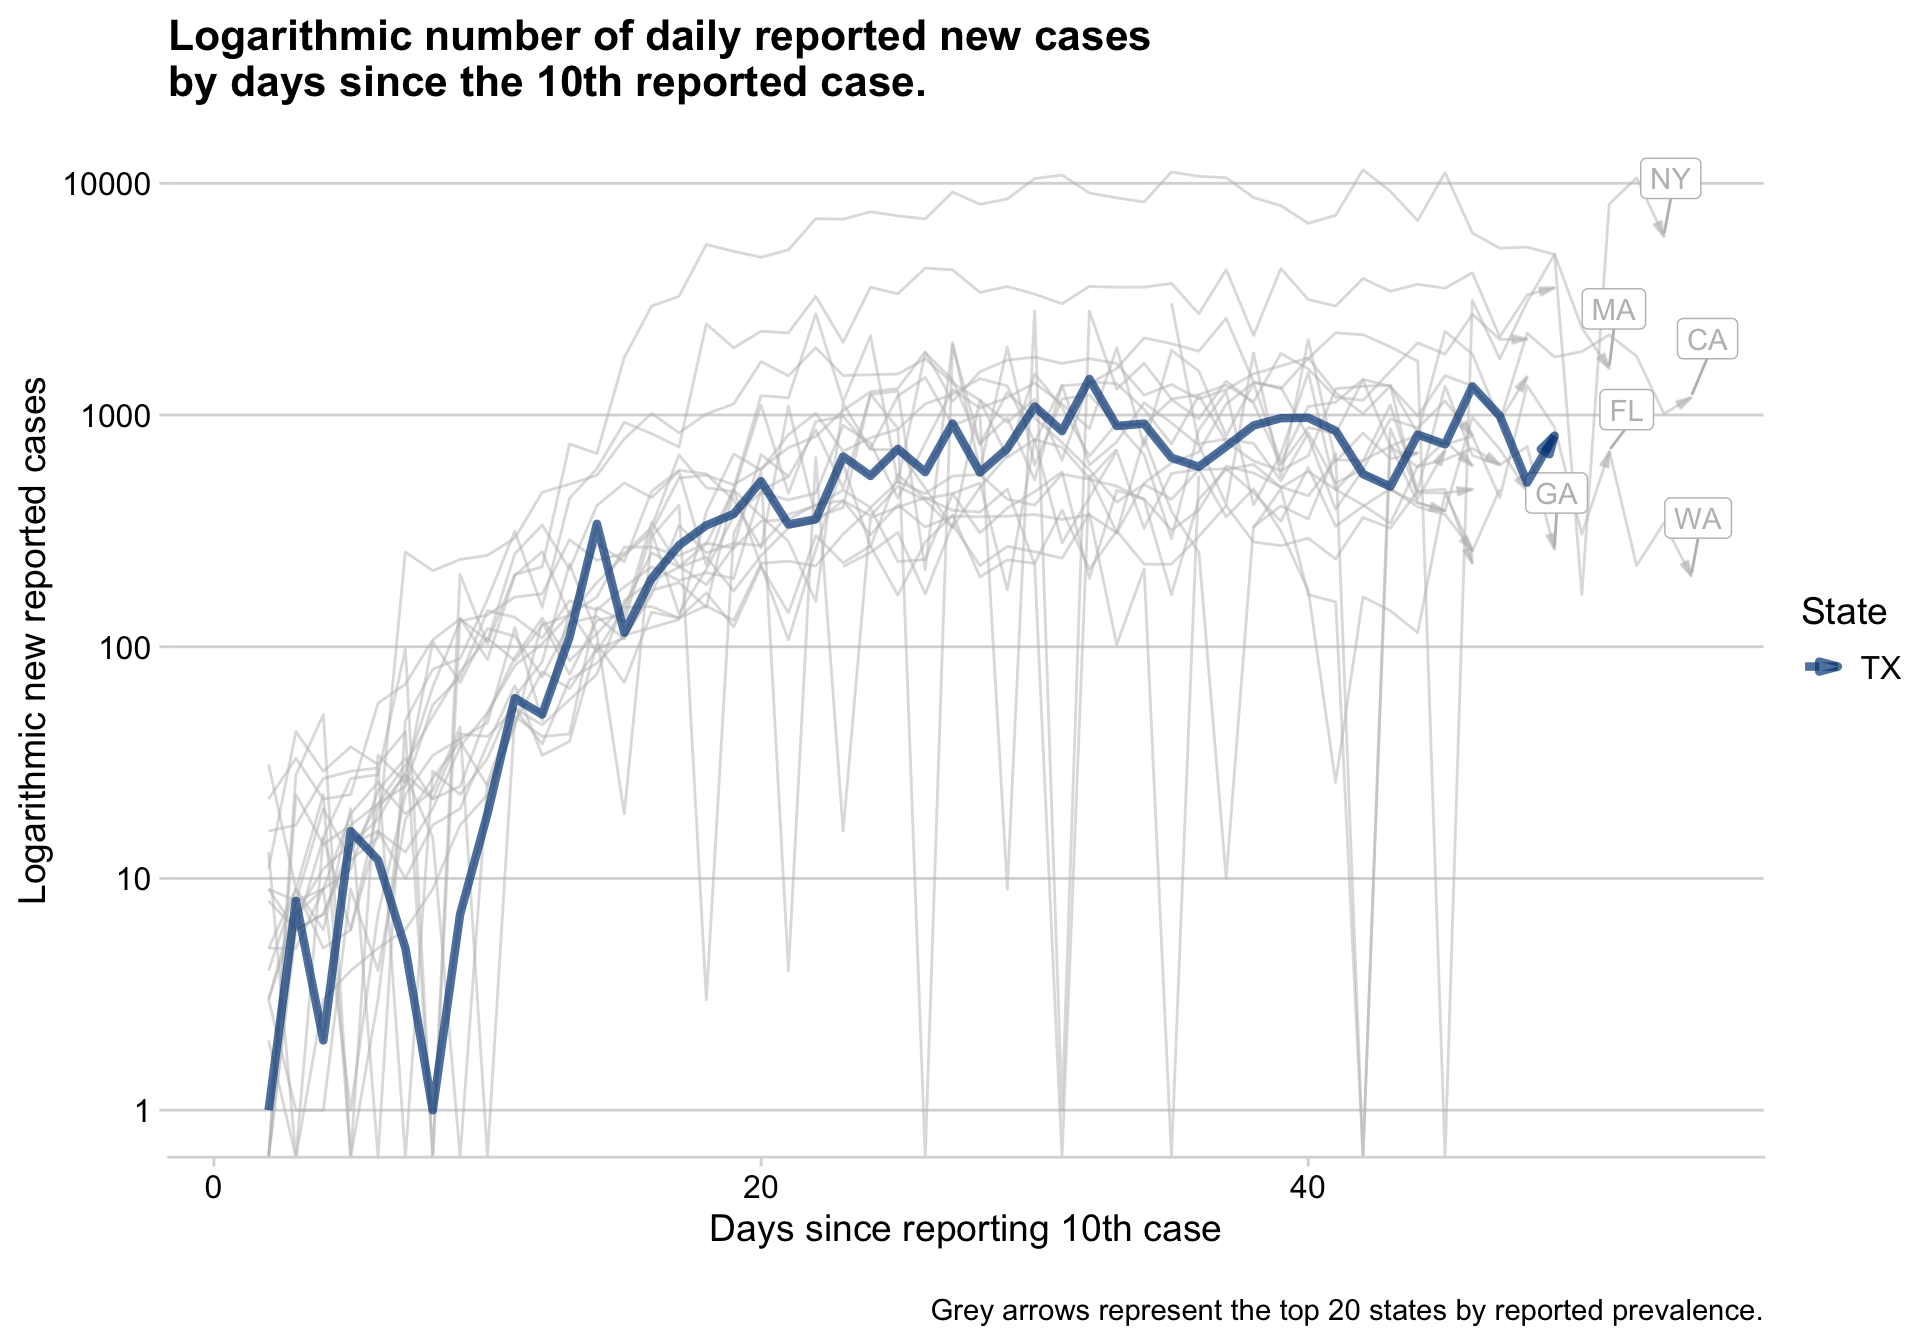 Logarithmic number of daily reported new cases
by days since the 10th reported case.
Logarithmic new reported cases
10000
1000
100
10
1
NY
MA
CA
FL
GA
WA
State
TX
0
20
40
Days since reporting 10th case
Grey arrows represent the top 20 states by reported prevalence.